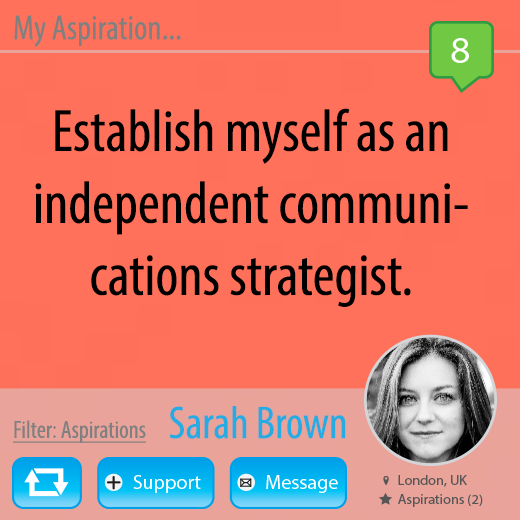 My Aspiration...
8
Establish myself as an
independent communi-
cations strategist.
Filter: Aspirations
Sarah Brown
Support
Message
London, UK
Aspirations (2)